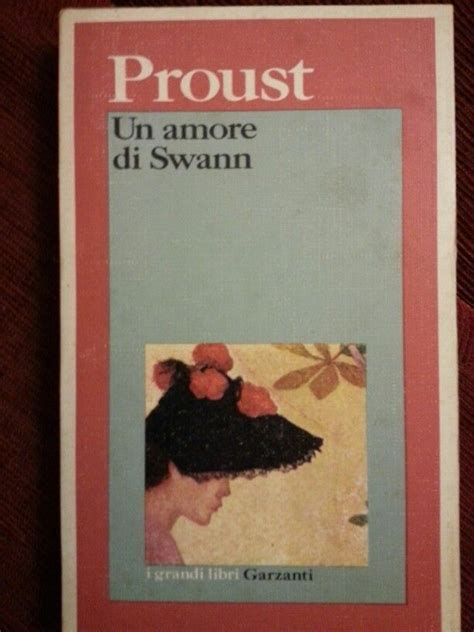 Proust
Un amore
di Swann
i grandi libri Garzanti